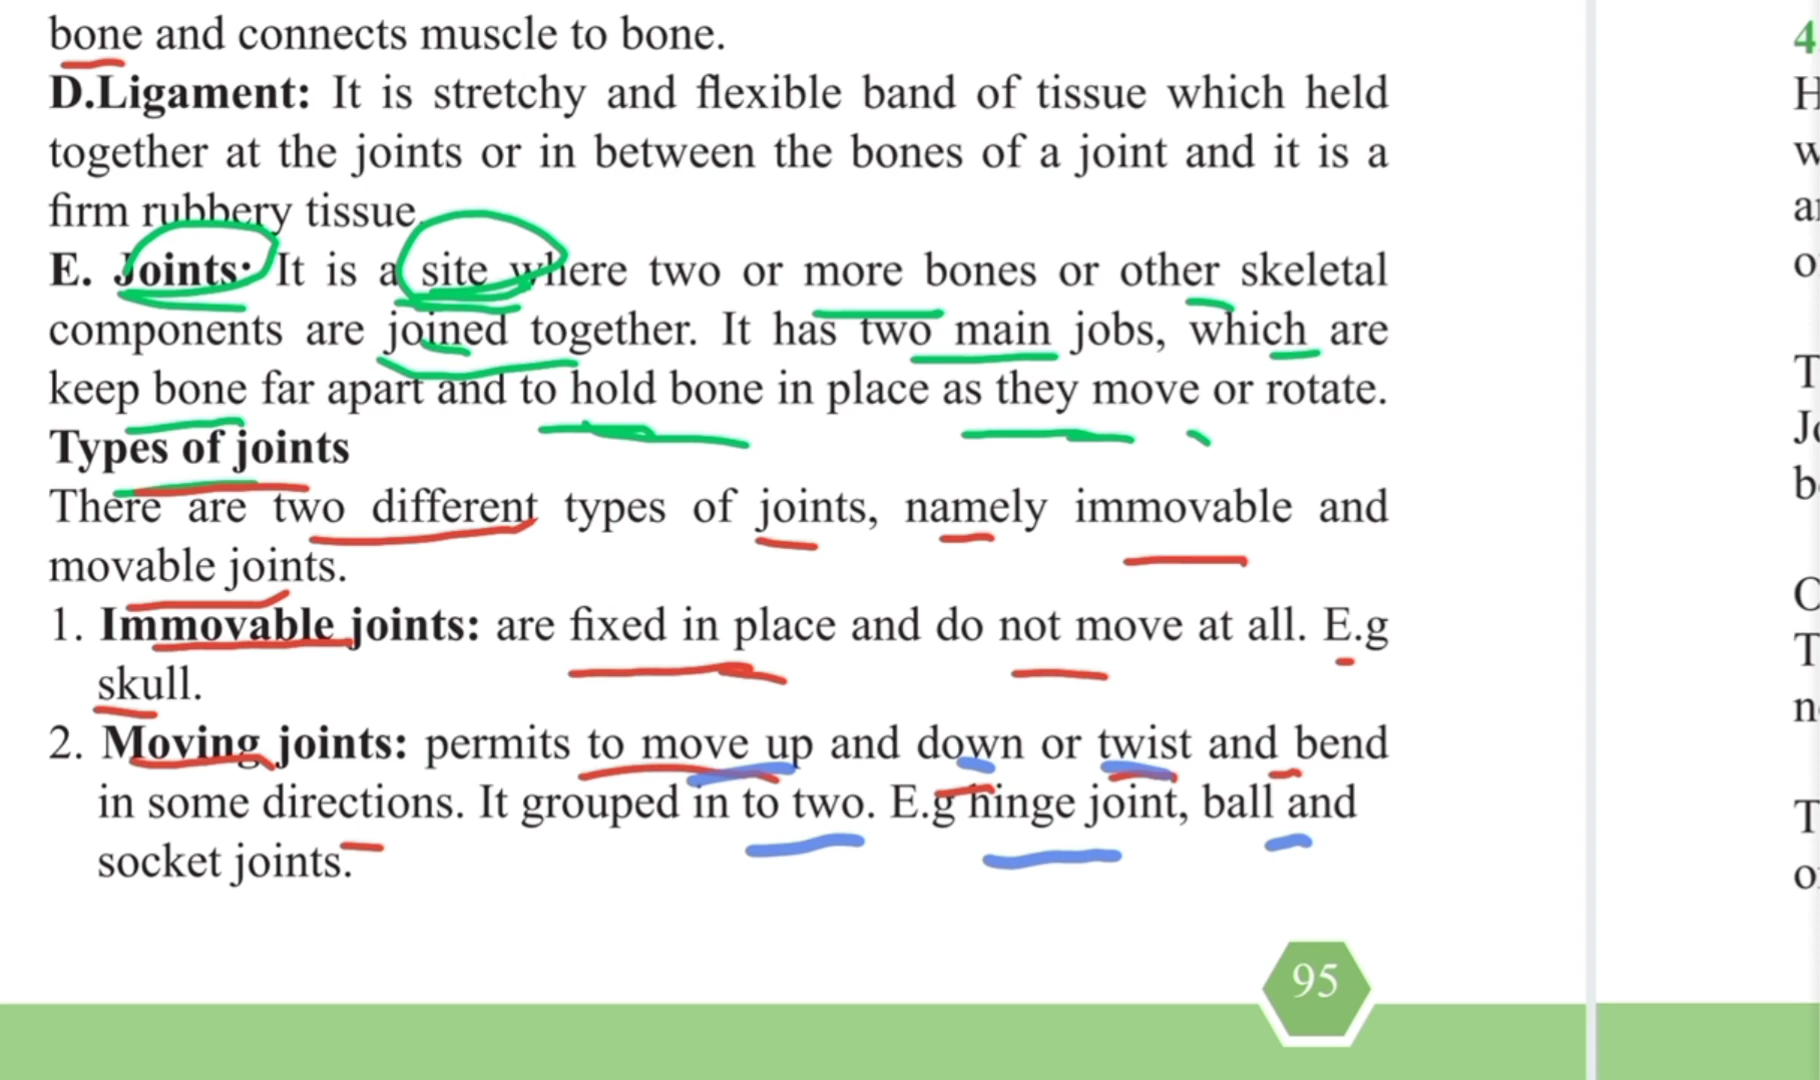 bone and connects muscle to bone.
D.Ligament: It is stretchy and flexible band of tissue which held
together at the joints or in between the bones of a joint and it is a
firm rubbery tissue.
E. Joints: It is a site where two or more bones or other skeletal
components are joined together. It has two main jobs, which are
keep bone far apart and to hold bone in place as they move or rotate.
Types of joints
There are two different types of joints, namely immovable and
movable joints.
1. Immovable joints: are fixed in place and do not move at all. E.g
skull.
2. Moving joints: permits to move up and down or twist and bend
in some directions. It grouped in to two. E.g hinge joint, ball and
socket joints.
95
4